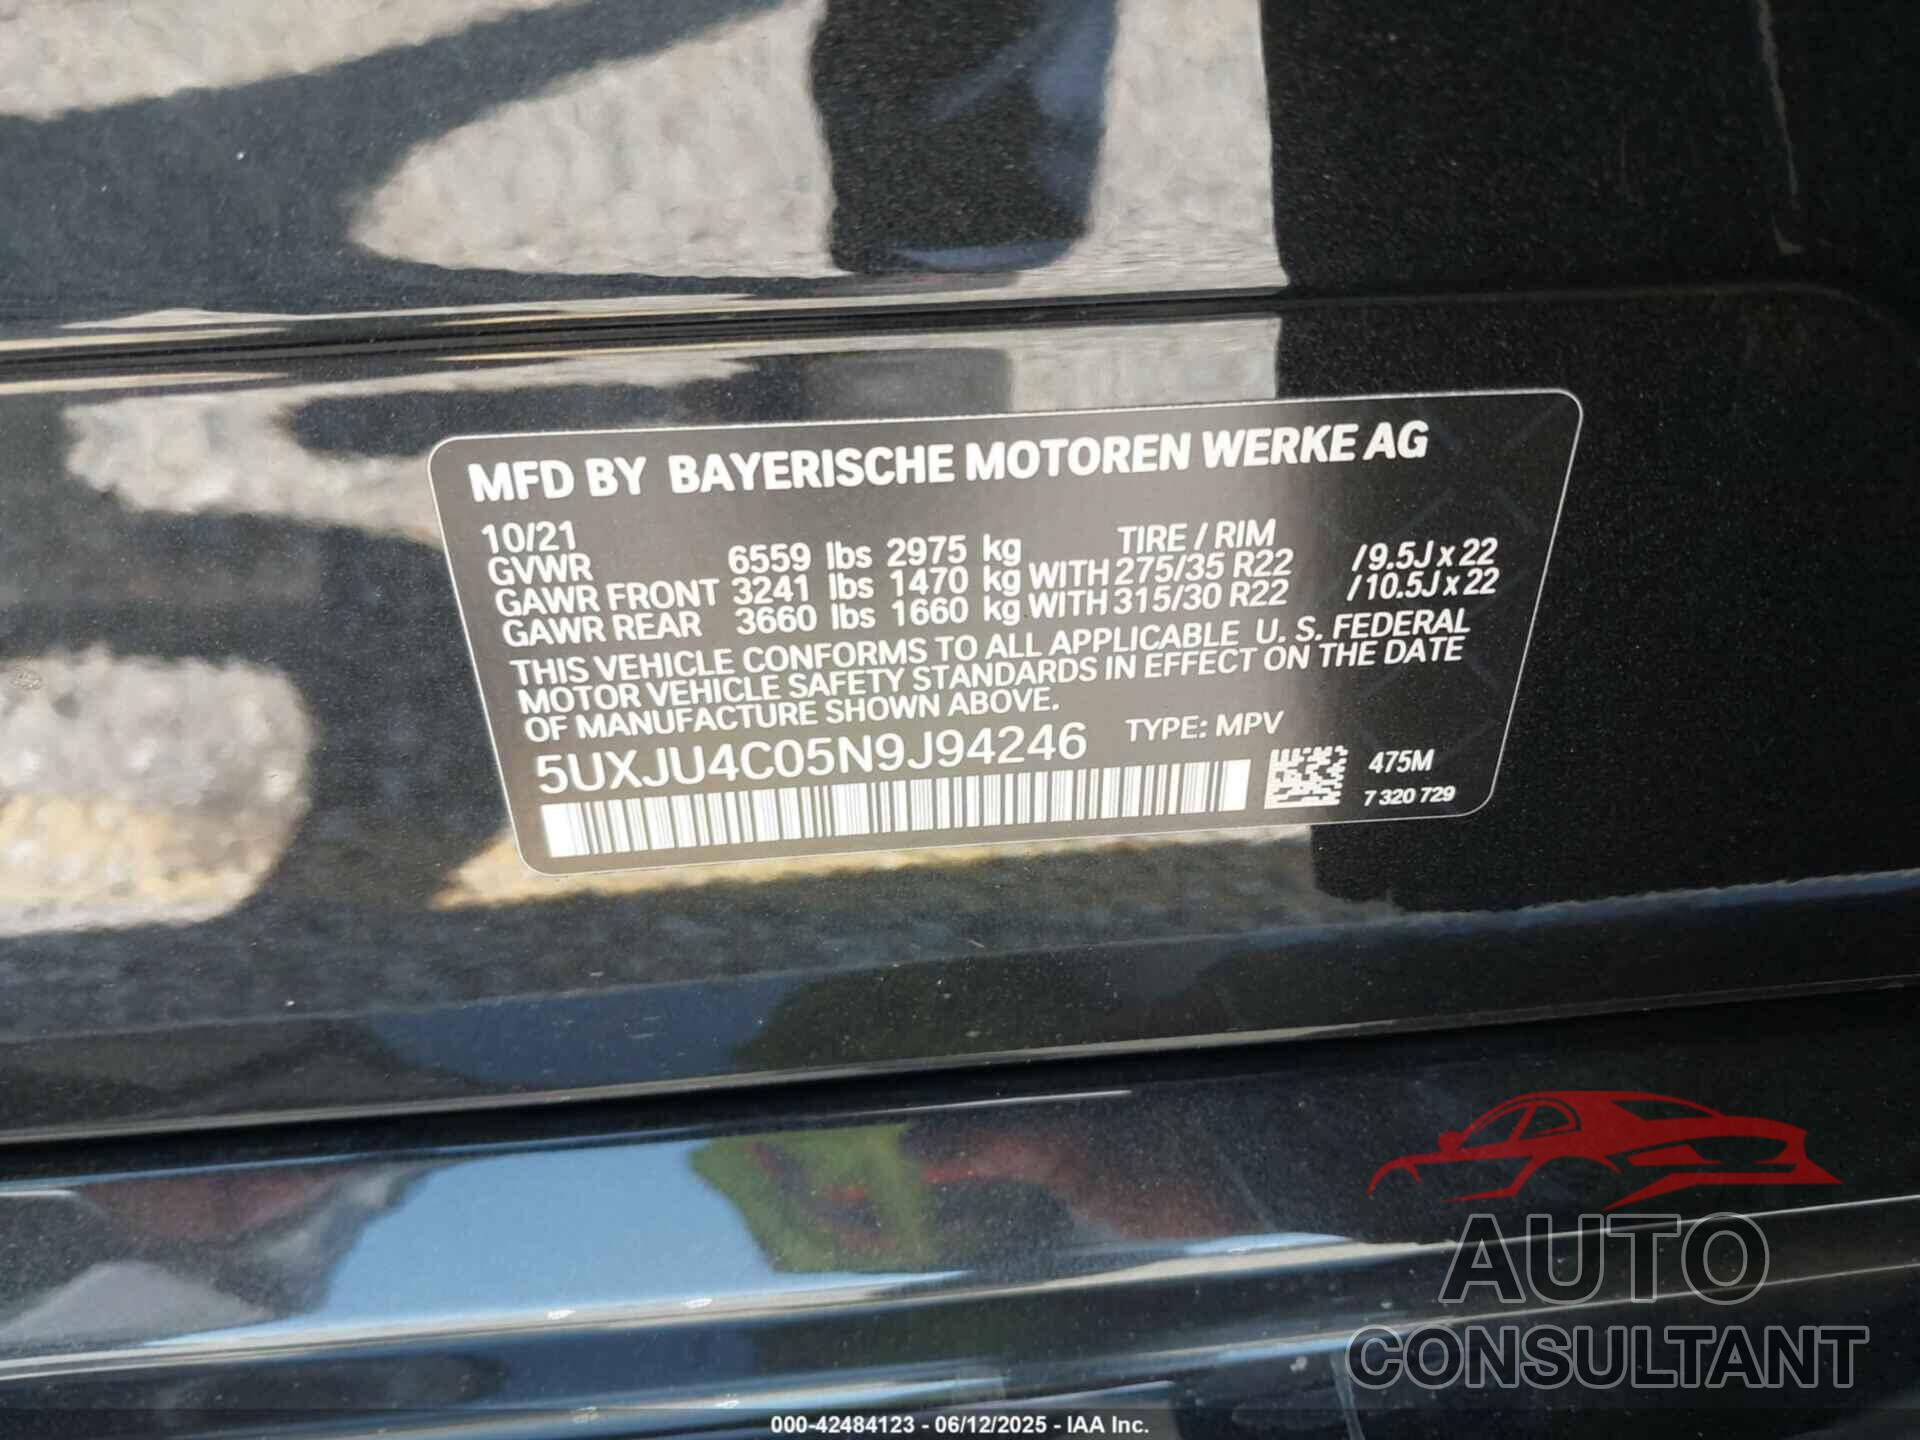 MFD BY BAYERISCHE MOTOREN WERKE AG
10/21 TIRE / RIM
GVWR 6559 lbs 2975 kg
GAWR FRONT 3241 lbs 1470 kg WITH 275/35 R22 / 9.5J x 22
GAWR REAR 3660 lbs 1660 kg WITH 315/30 R22 / 10.5J x 22
THIS VEHICLE CONFORMS TO ALL APPLICABLE U. S. FEDERAL
MOTOR VEHICLE SAFETY STANDARDS IN EFFECT ON THE DATE
OF MANUFACTURE SHOWN ABOVE.
5UXJU4C05N9J94246 TYPE: MPV
475M
7 320 729
AUTO
CONSULTANT
000-42484123 - 06/12/2025 - IAA Inc.